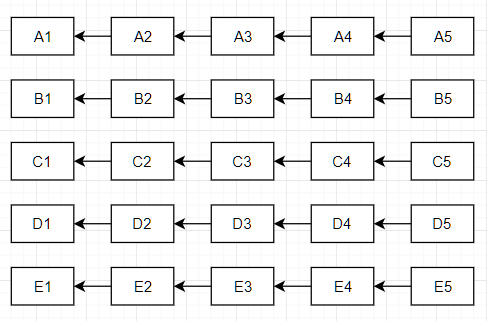 A1 A2 A3 A4 A5
B1 B2 B3 B4 B5
C1 C2 C3 C4 C5
D1 D2 D3 D4 D5
E1 E2 E3 E4 E5